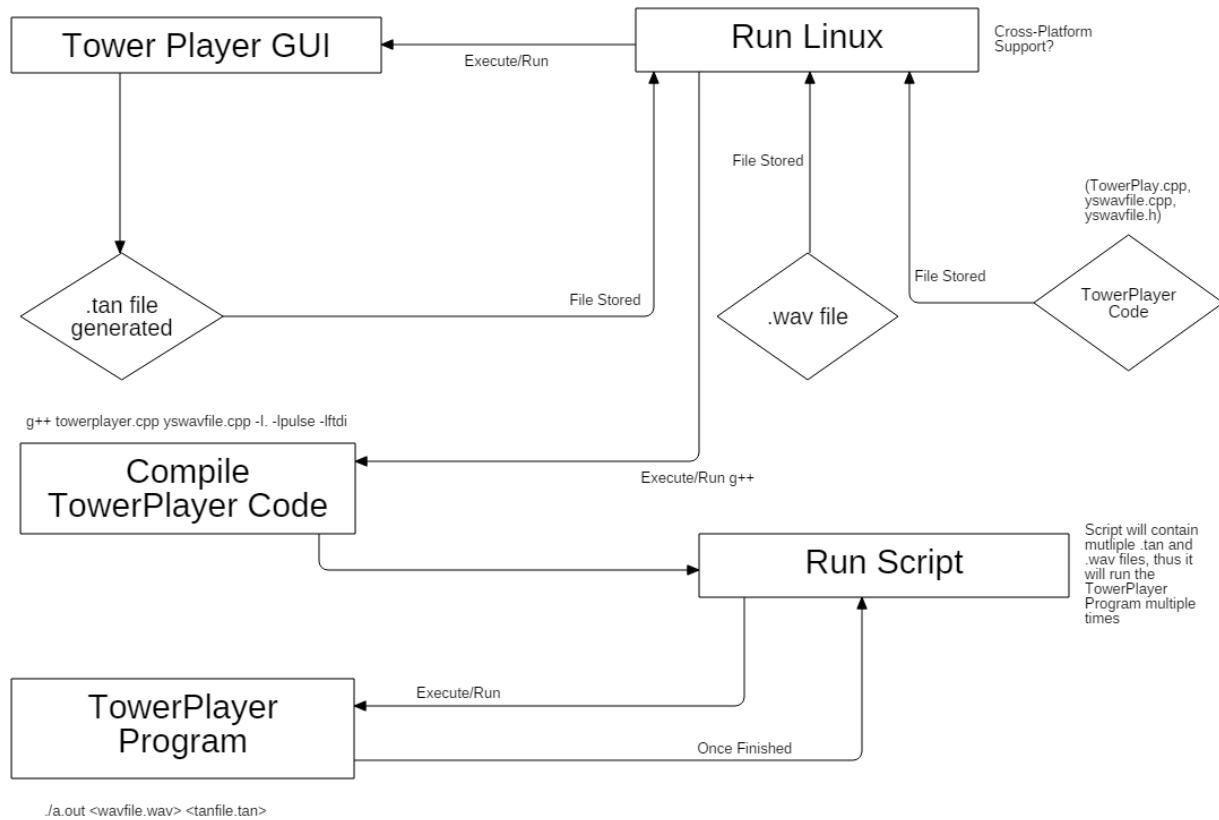 Tower Player GUI
Run Linux
Cross-Platform
Support?
Execute/Run
File Stored
(TowerPlay.cpp,
yswavfile.cpp,
yswavfile.h)
.tan file
generated
File Stored
.wav file
File Stored
TowerPlayer
Code
g++ towerplayer.cpp yswavfile.cpp -I. -lpulse -lftdi
Compile
TowerPlayer Code
Execute/Run g++
Run Script
Script will contain
mutliple .tan and
.wav files, thus it
will run the
TowerPlayer
Program multiple
times
TowerPlayer
Program
Execute/Run
Once Finished
./a.out <wavfile.wav> <tanfile.tan>